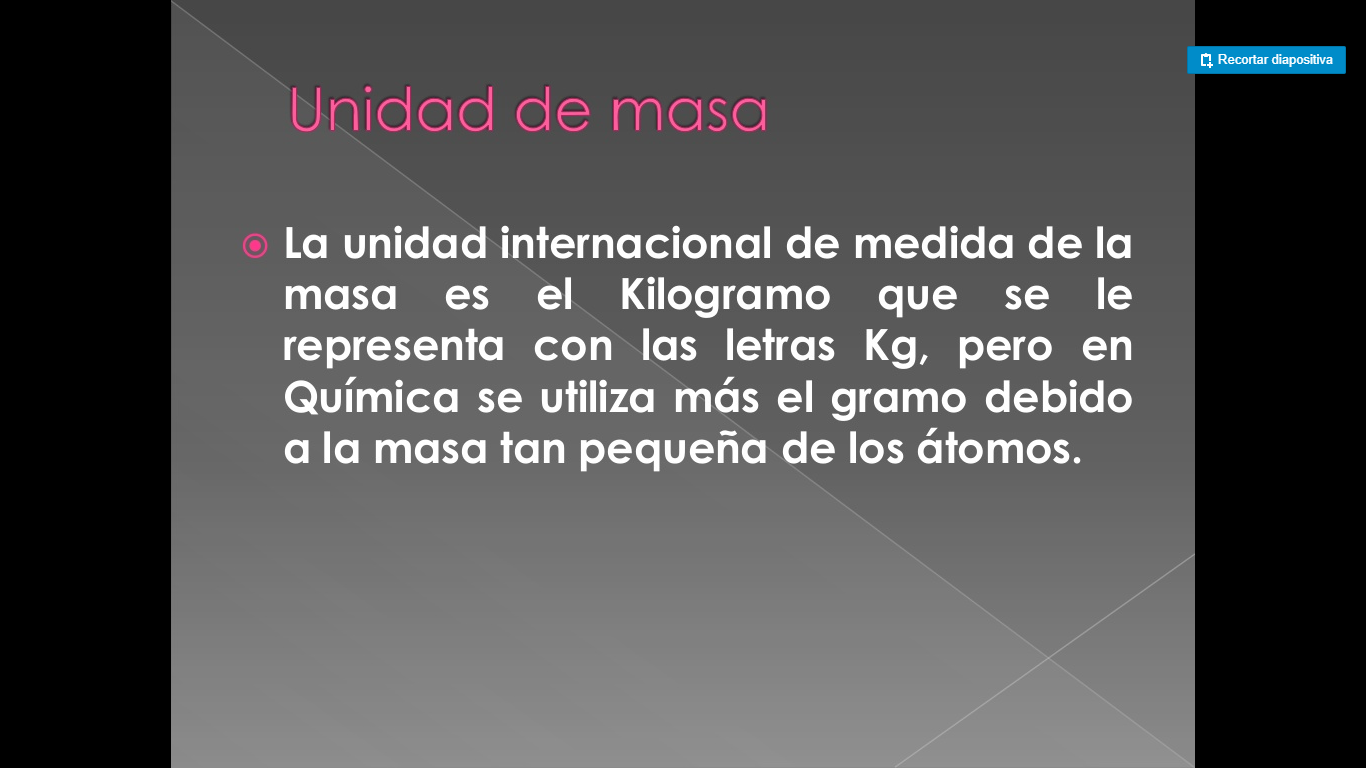 Recortar diapositiva
Unidad de masa
La unidad internacional de medida de la
masa es el Kilogramo que se le
representa con las letras Kg, pero en
Química se utiliza más el gramo debido
a la masa tan pequeña de los átomos.